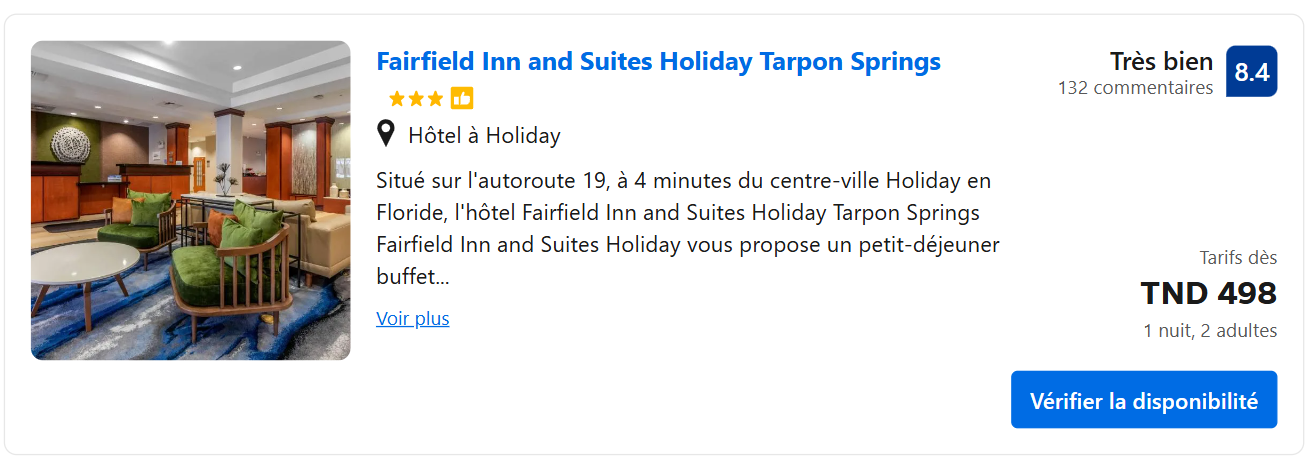 Fairfield Inn and Suites Holiday Tarpon Springs
Très bien
132 commentaires
8.4
Hôtel à Holiday
Situé sur l'autoroute 19, à 4 minutes du centre-ville Holiday en
Floride, l'hôtel Fairfield Inn and Suites Holiday Tarpon Springs
Fairfield Inn and Suites Holiday vous propose un petit-déjeuner
buffet...
Voir plus
Tarifs dès
TND 498
1 nuit, 2 adultes
Vérifier la disponibilité